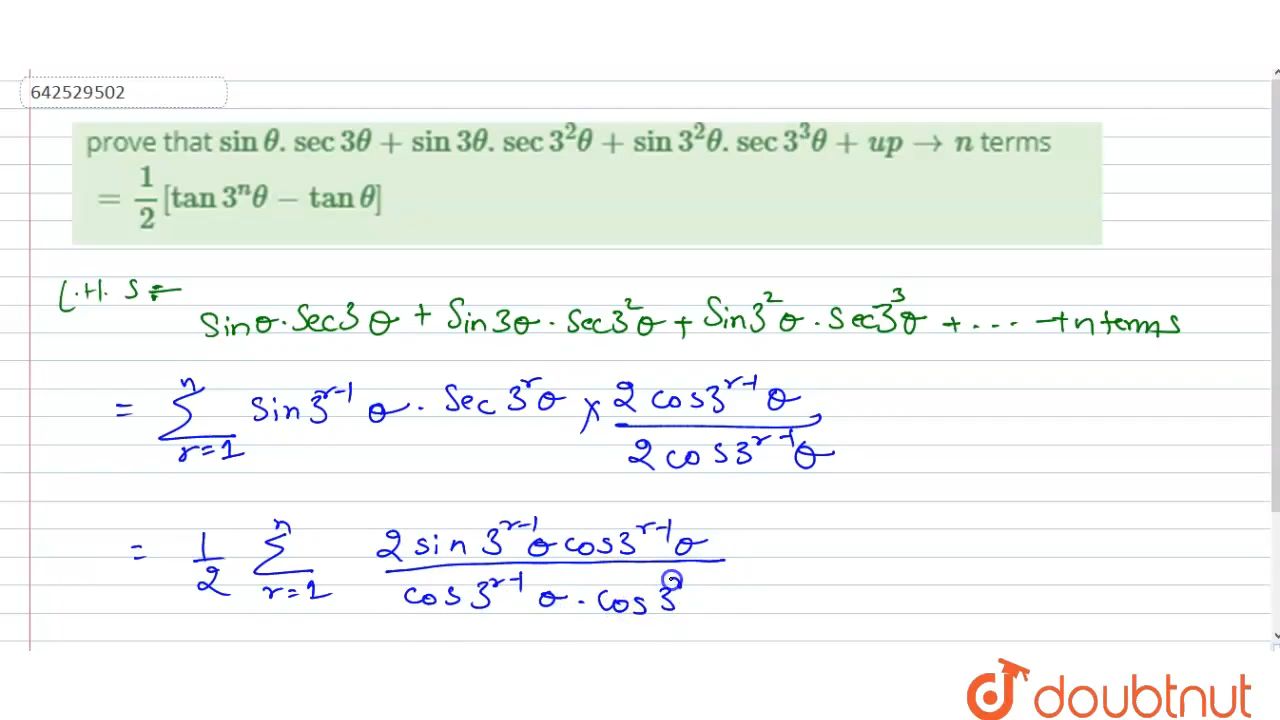 642529502
prove that sin θ. sec 3θ + sin 3θ. sec 3²θ + sin 3²θ. sec 3³θ + up → n terms
= 1/2 [tan 3ⁿθ − tan θ]
L.H. S =
sinθ·sec3θ + sin3θ·sec3²θ + sin3²θ·sec3³θ + ... → n terms
= Σ_{r=1}^{n} sin3^{r-1}θ · sec3^{r}θ × (2cos3^{r-1}θ)/(2cos3^{r-1}θ)
= 1/2 Σ_{r=1}^{n} (2sin3^{r-1}θcos3^{r-1}θ)/(cos3^{r-1}θ·cos3
doubtnut